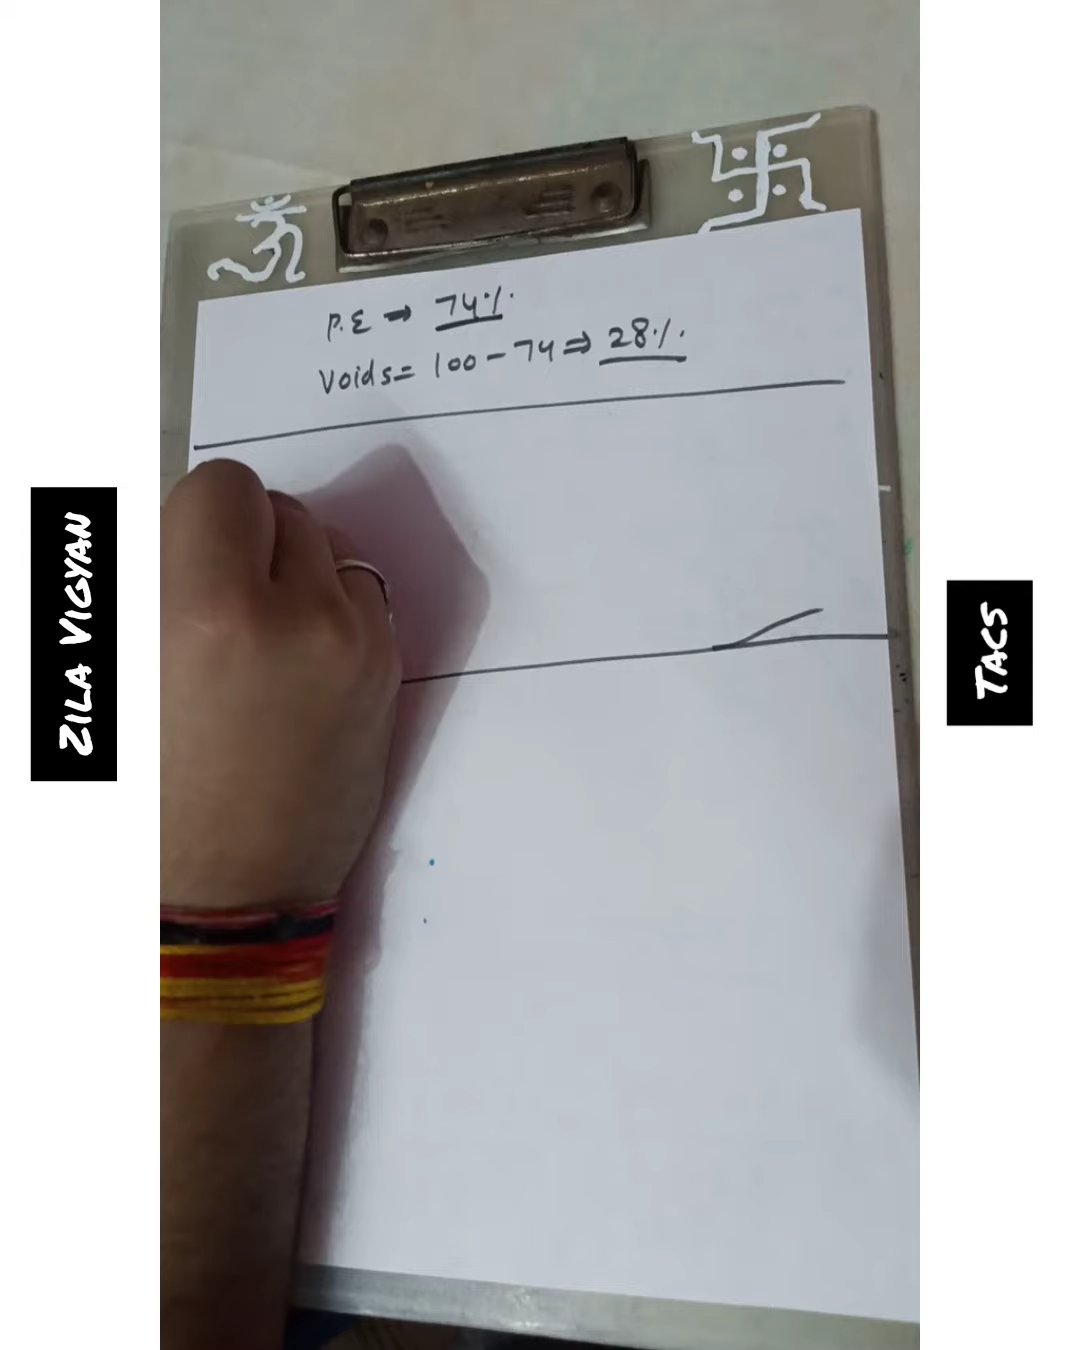 ॐ
P.E → 74%.
Voids = 100 - 74 ⇒ 28%.
ZILA VIGYAN
TACS